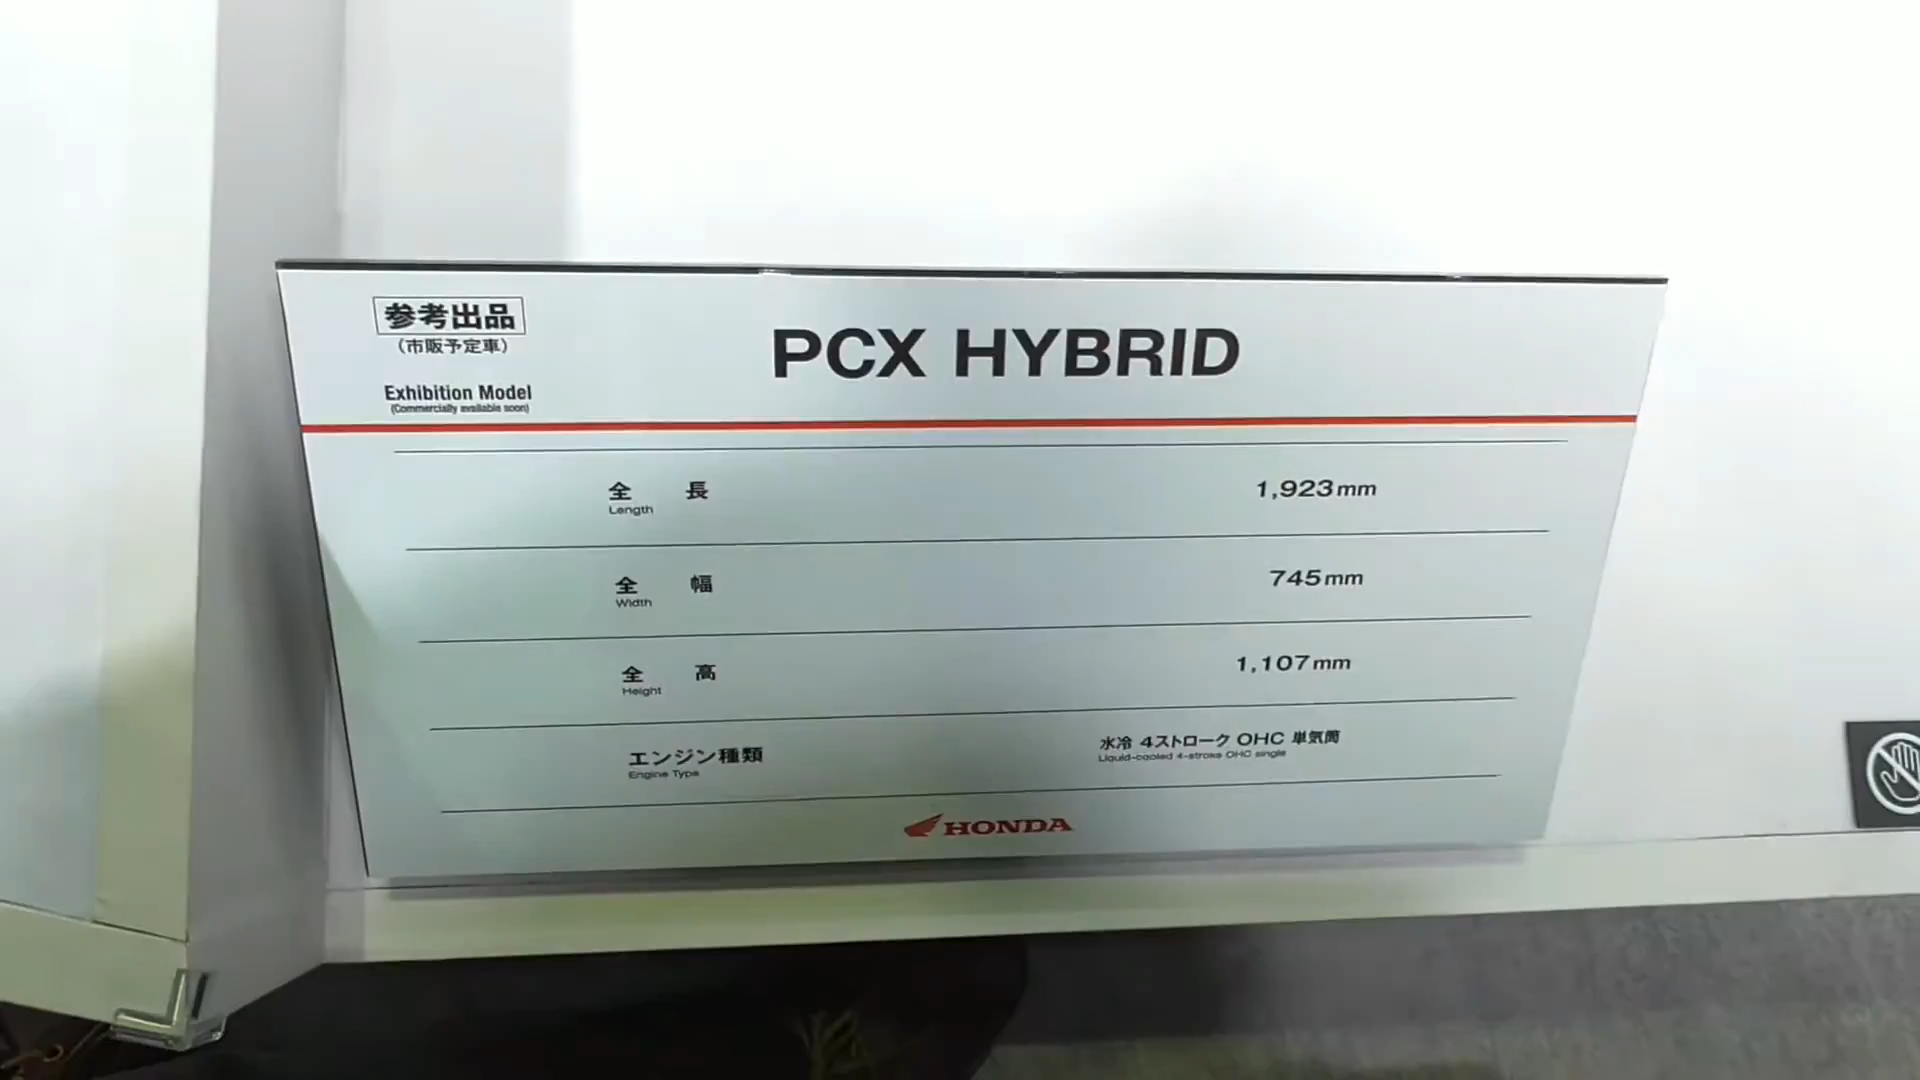 参考出品
（市販予定車）
Exhibition Model
(Commercially available soon)
PCX HYBRID
全長 1,923mm
Length
全幅 745mm
Width
全高 1,107mm
Height
エンジン種類 水冷 4ストローク OHC 単気筒
Engine Type Liquid-cooled 4-stroke OHC single
HONDA